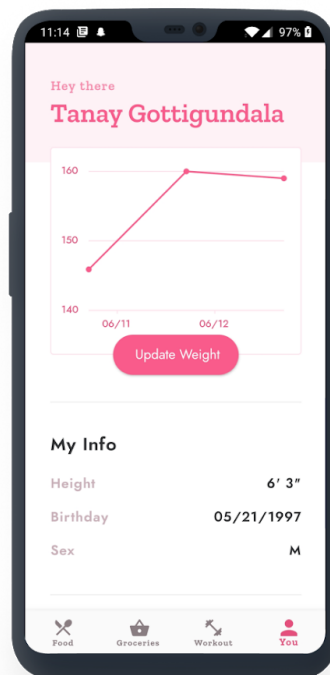 11:14 97%
Hey there
Tanay Gottigundala
160
150
140
06/11 06/12
Update Weight
My Info
Height 6' 3"
Birthday 05/21/1997
Sex M
Food Groceries Workout You